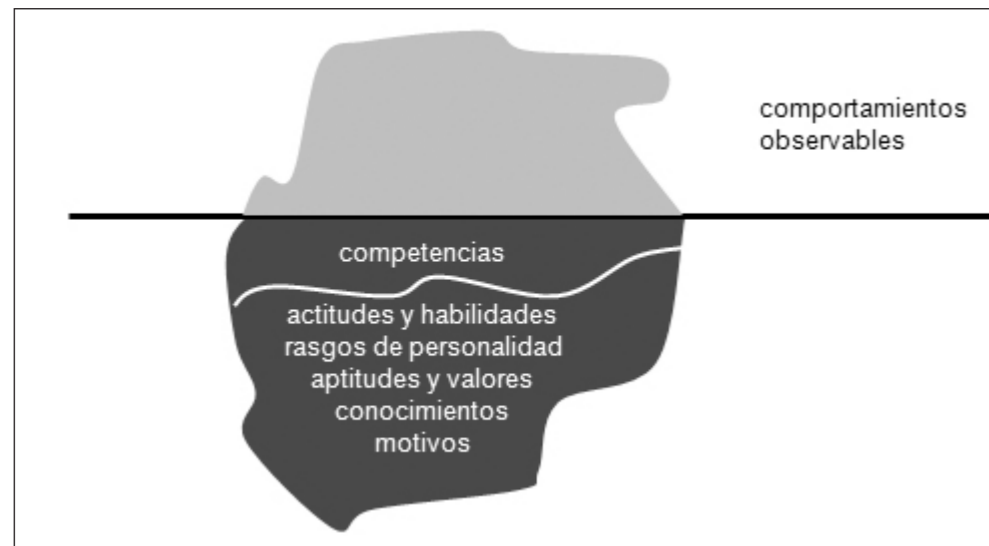 comportamientos
observables
competencias
actitudes y habilidades
rasgos de personalidad
aptitudes y valores
conocimientos
motivos